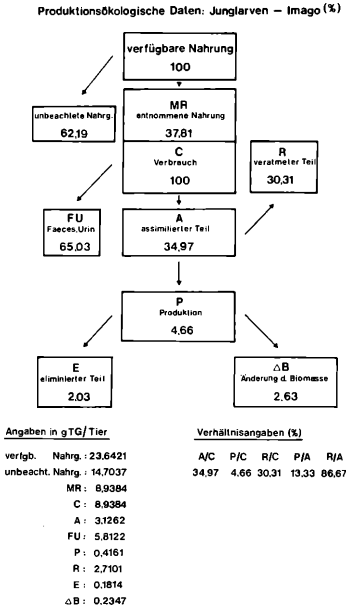 Produktionsökologische Daten: Junglarven – Imago (%)
verfügbare Nahrung
100
unbeachtete Nahrg.
62,19
MR
entnommene Nahrung
37,81
C
Verbrauch
100
R
veratmeter Teil
30,31
FU
Faeces, Urin
65,03
A
assimilierter Teil
34,97
P
Produktion
4,66
E
eliminierter Teil
2,03
△B
Änderung d. Biomasse
2,63
Angaben in gTG/Tier
verfgb. Nahrg.: 23,6421
unbeacht. Nahrg.: 14,7037
MR: 8,9384
C: 8,9384
A: 3,1262
FU: 5,8122
P: 0,4161
R: 2,7101
E: 0,1814
△B: 0,2347
Verhältnisangaben (%)
A/C P/C R/C P/A R/A
34,97 4,66 30,31 13,33 86,67